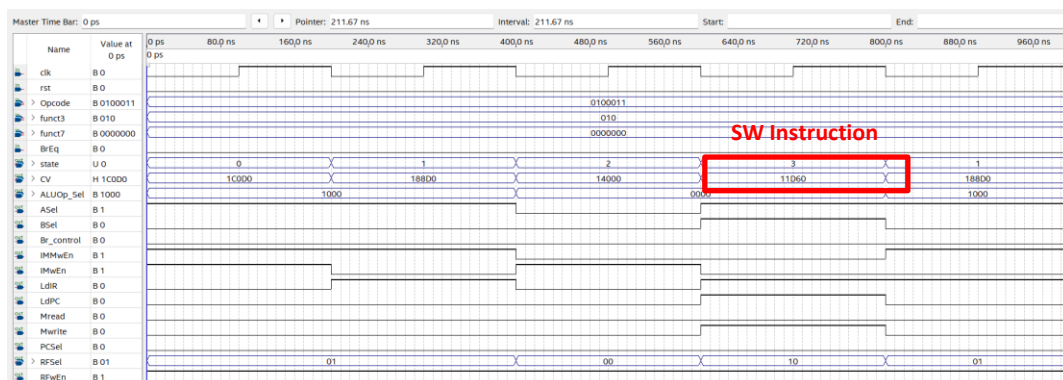 Master Time Bar: 0 ps Pointer: 211.67 ns Interval: 211.67 ns Start: End:
Name Value at 0 ps 0 ps 80.0 ns 160.0 ns 240.0 ns 320.0 ns 400.0 ns 480.0 ns 560.0 ns 640.0 ns 720.0 ns 800.0 ns 880.0 ns 960.0 ns
0 ps
clk B 0
rst B 0
Opcode B 0100011 0100011
funct3 B 010 010
funct7 B 0000000 0000000
SW Instruction
BrEq B 0
state U 0 0 1 2 3 1
CV H 1C0D0 1C0D0 188D0 14000 11D60 188D0
ALUOp_Sel B 1000 1000 0000 1000
ASel B 1
BSel B 0
Br_control B 0
IMMwEn B 1
IMwEn B 1
LdIR B 0
LdPC B 0
Mread B 0
Mwrite B 0
PCSel B 0
RFSel B 01 01 00 10 01
RFwEn B 1